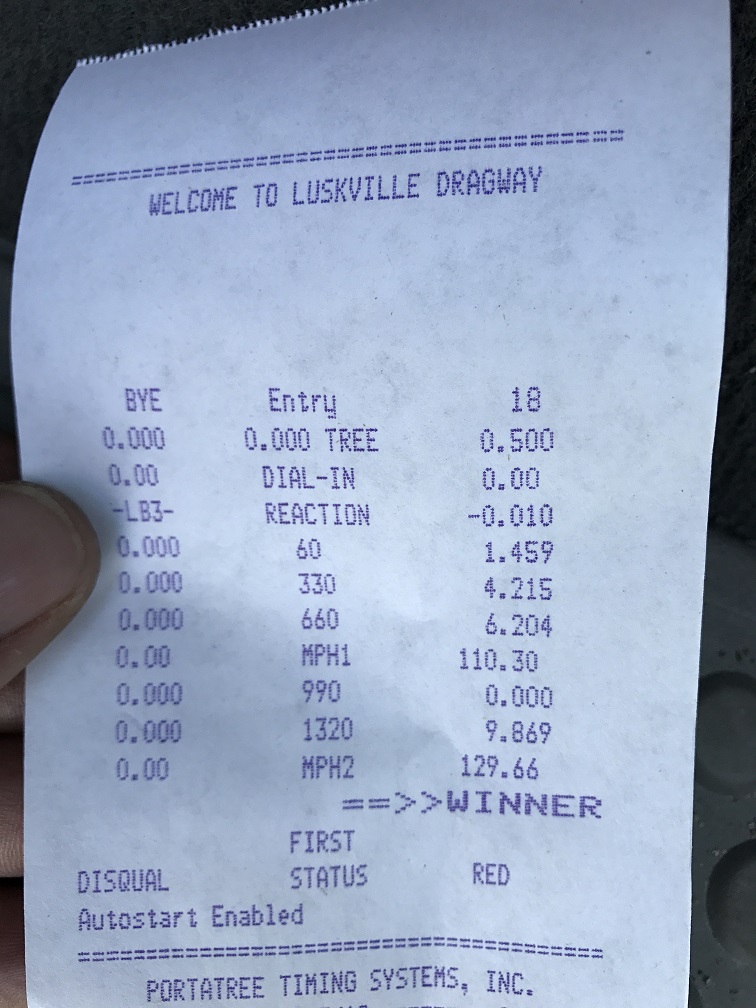 ==========================================
WELCOME TO LUSKVILLE DRAGWAY
BYE Entry 18
0.000 0.000 TREE 0.500
0.00 DIAL-IN 0.00
-LB3- REACTION -0.010
0.000 60 1.459
0.000 330 4.215
0.000 660 6.204
0.00 MPH1 110.30
0.000 990 0.000
0.000 1320 9.869
0.00 MPH2 129.66
==>>WINNER
FIRST
DISQUAL STATUS RED
Autostart Enabled
==========================================
PORTATREE TIMING SYSTEMS, INC.